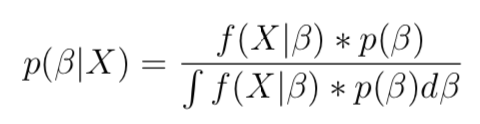 p(β|X) = f(X|β) * p(β) / ∫ f(X|β) * p(β)dβ